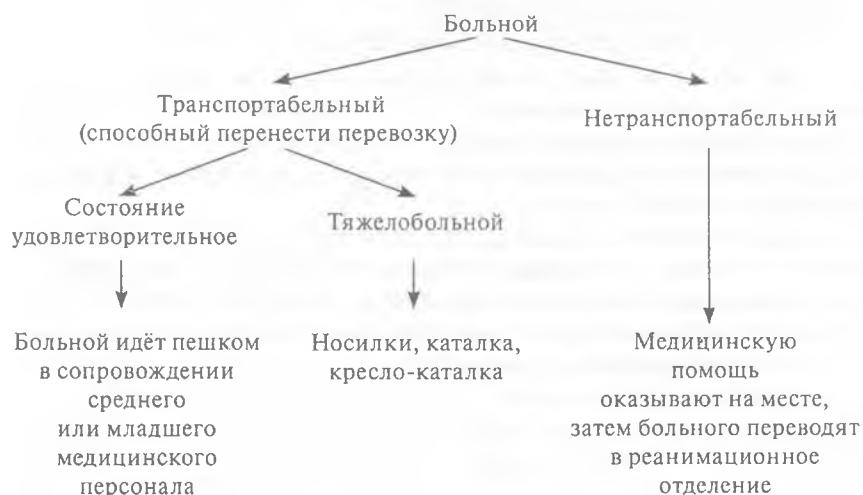 Больной
Транспортабельный
(способный перенести перевозку)
Нетранспортабельный
Состояние
удовлетворительное
Тяжелобольной
Больной идёт пешком
в сопровождении
среднего
или младшего
медицинского
персонала
Носилки, каталка,
кресло-каталка
Медицинскую
помощь
оказывают на месте,
затем больного переводят
в реанимационное
отделение